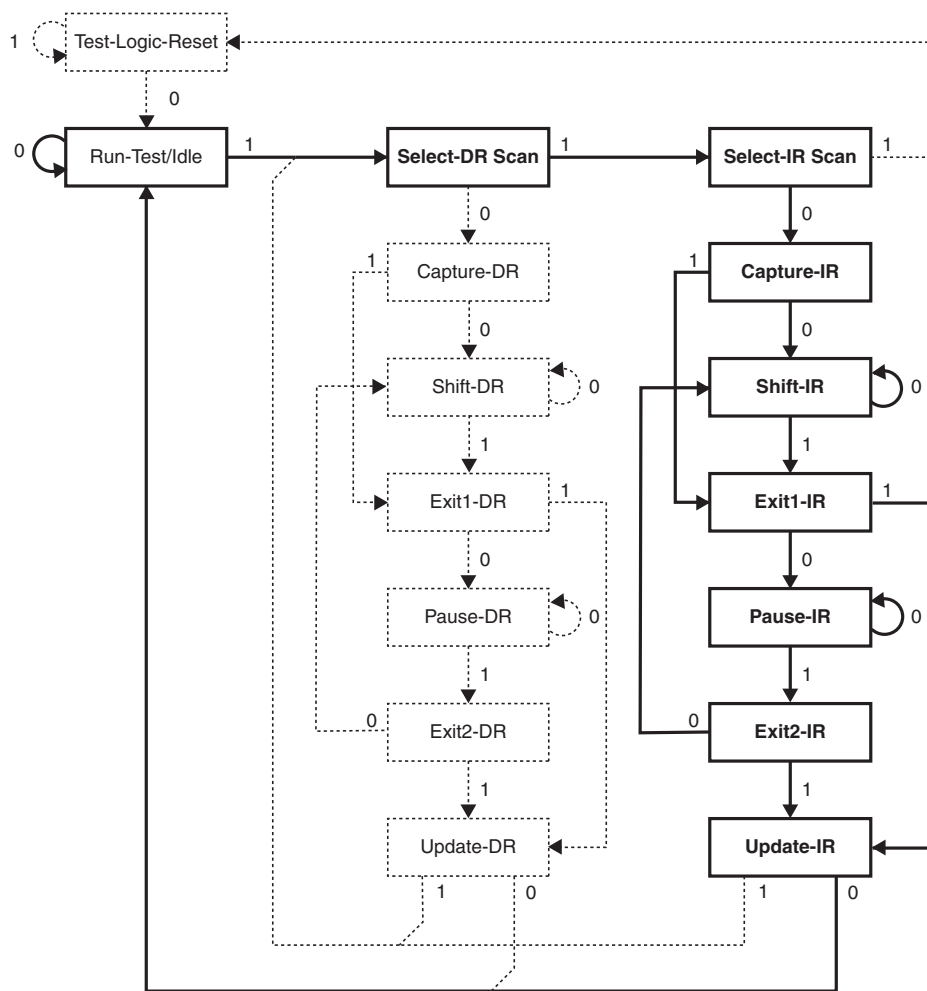 1 Test-Logic-Reset
0
0 Run-Test/Idle 1 Select-DR Scan 1 Select-IR Scan 1
0 0
1 Capture-DR 1 Capture-IR
0 0
Shift-DR 0 Shift-IR 0
1 1
Exit1-DR 1 Exit1-IR 1
0 0
Pause-DR 0 Pause-IR 0
1 1
0 Exit2-DR 0 Exit2-IR
1 1
Update-DR Update-IR
1 0 1 0